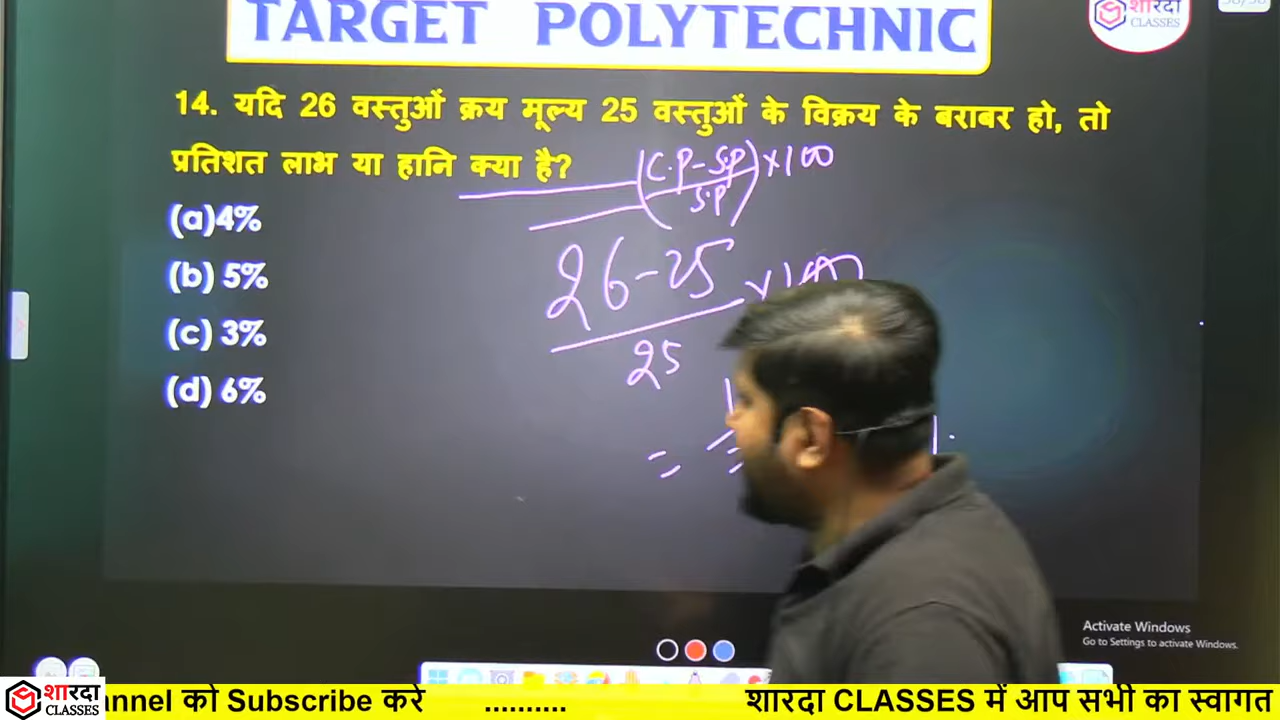 TARGET POLYTECHNIC
शारदा
CLASSES
14. यदि 26 वस्तुओं क्रय मूल्य 25 वस्तुओं के विक्रय के बराबर हो, तो
प्रतिशत लाभ या हानि क्या है?
(C.P-S.P
S.P) ×100
(a)4%
26-25
25
(b) 5%
(c) 3%
(d) 6%
=
Activate Windows
Go to Settings to activate Windows.
शारदा
CLASSES
annel को Subscribe करें .......... शारदा CLASSES में आप सभी का स्वागत